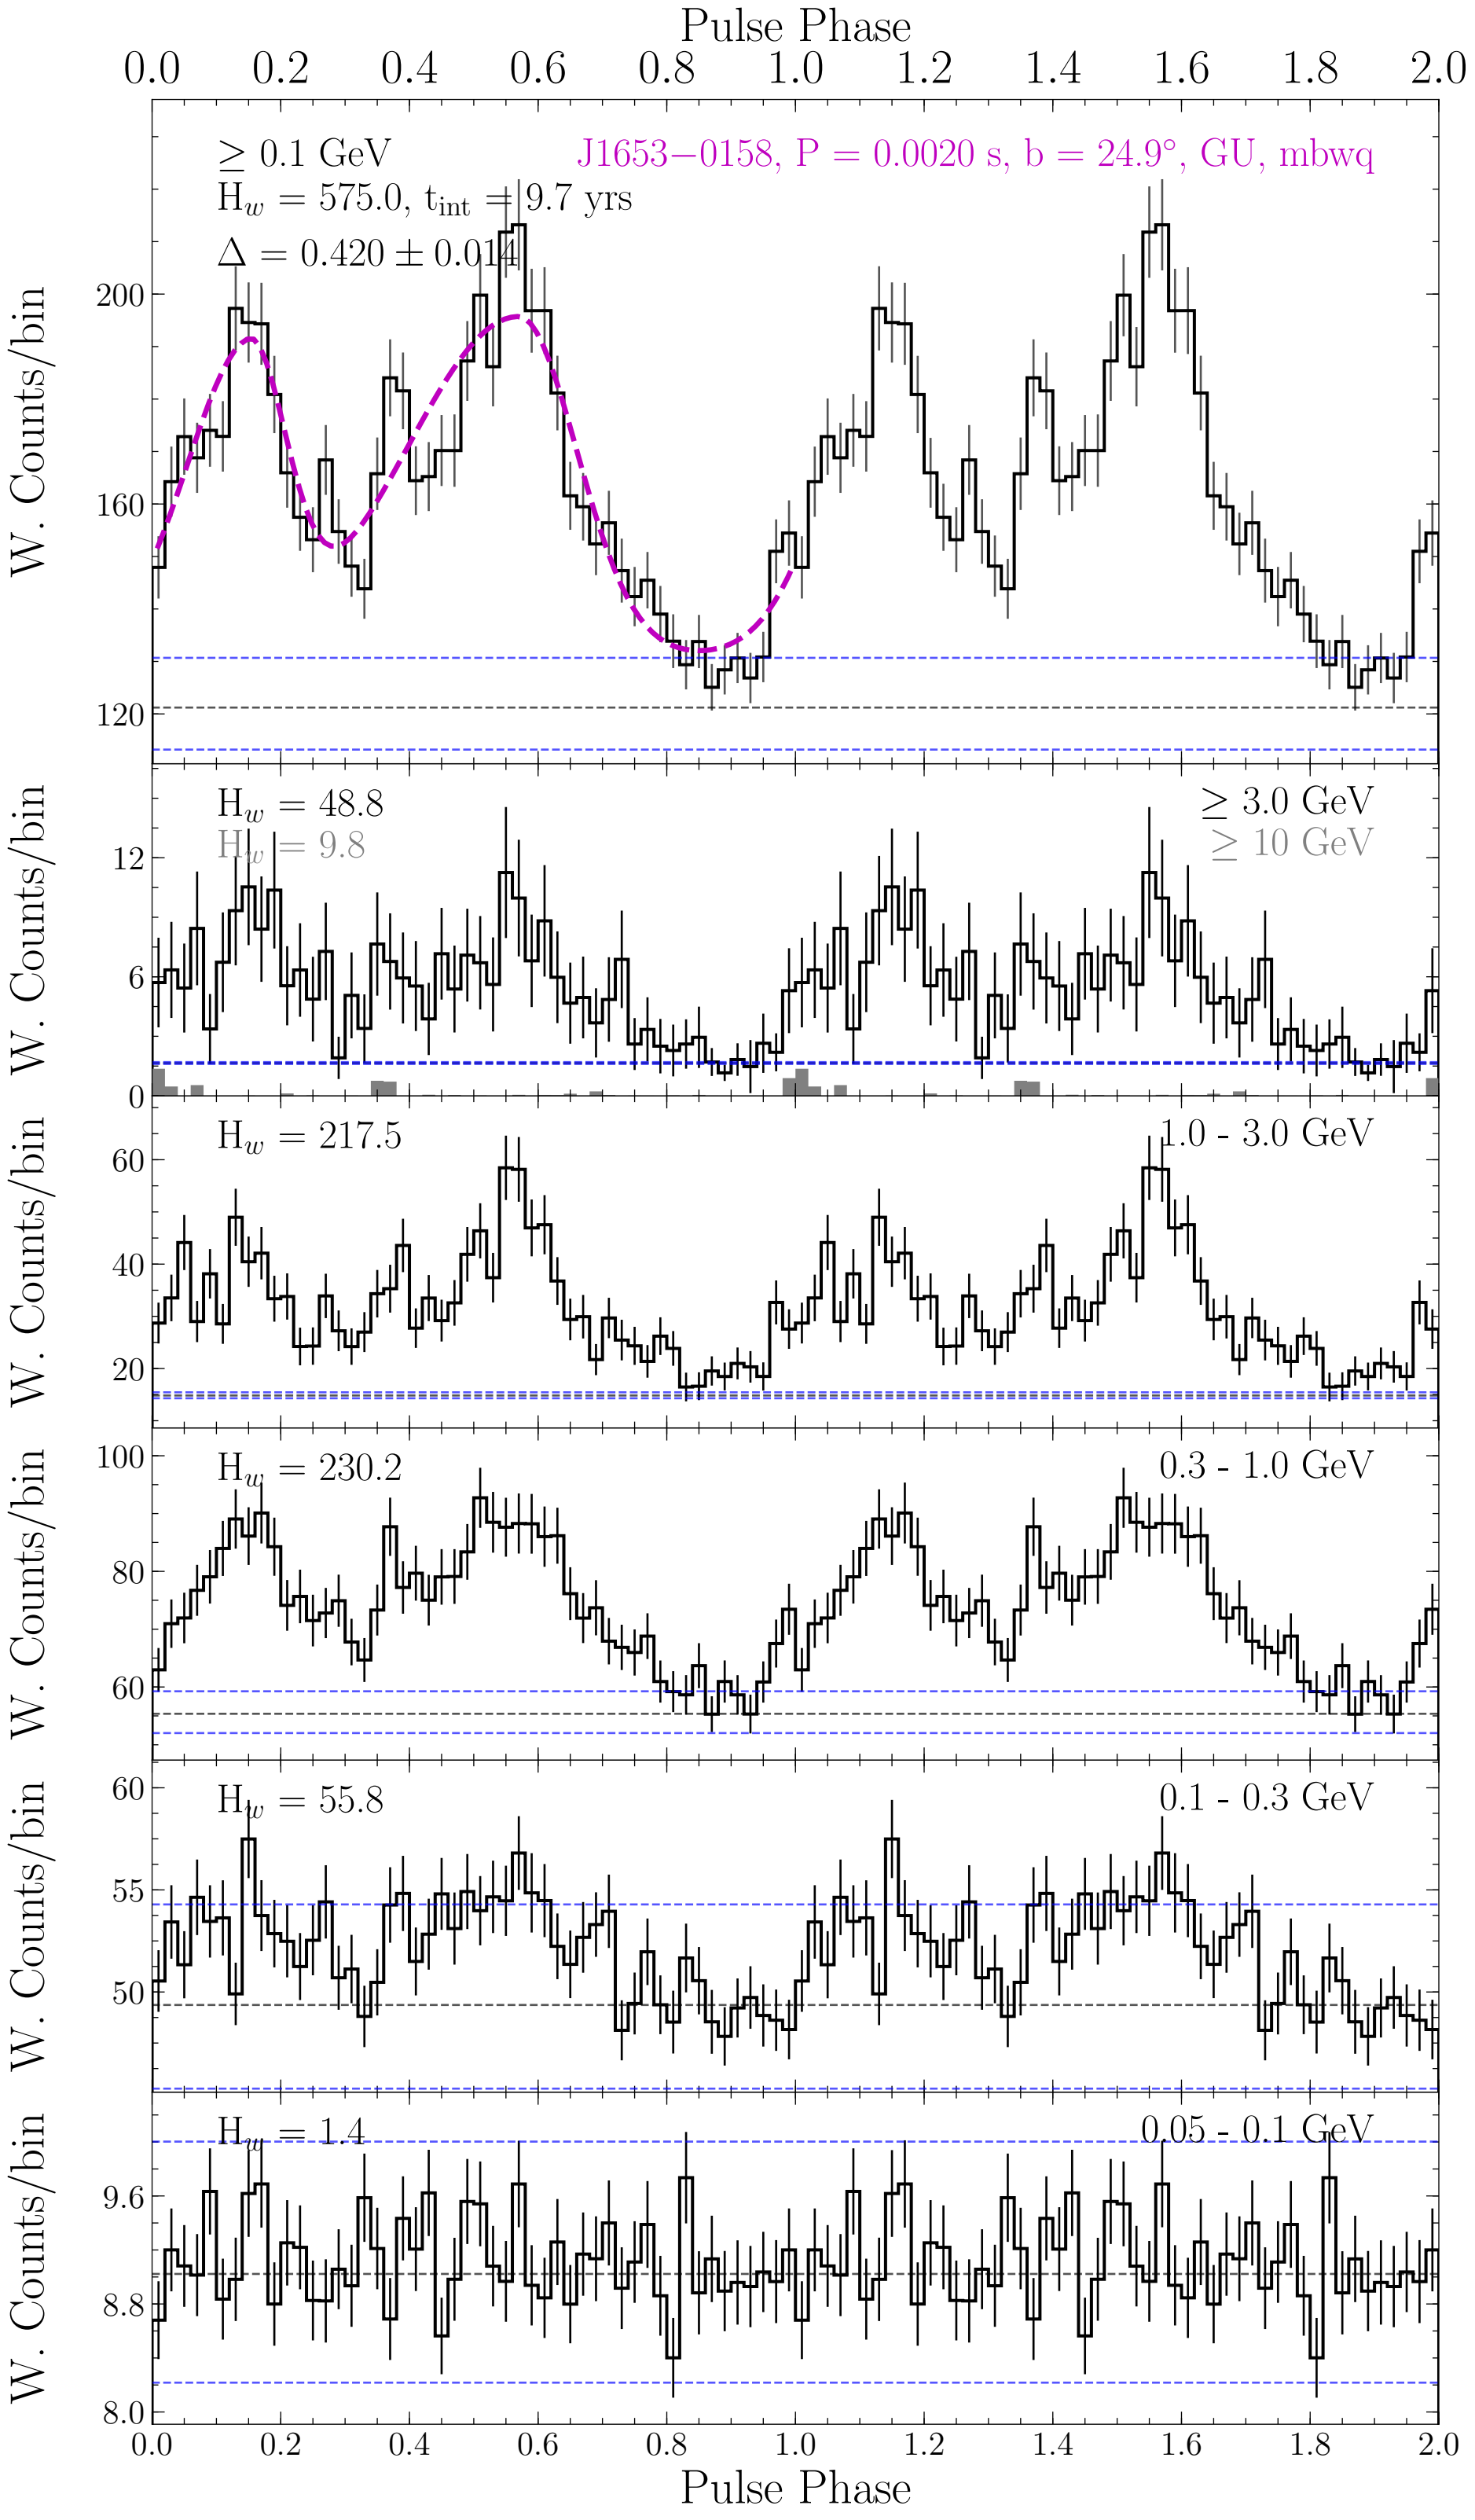 Pulse Phase
0.0 0.2 0.4 0.6 0.8 1.0 1.2 1.4 1.6 1.8 2.0
≥ 0.1 GeV
J1653−0158, P = 0.0020 s, b = 24.9°, GU, mbwq
H_w = 575.0, t_int = 9.7 yrs
Δ = 0.420 ± 0.014
200
160
120
W. Counts/bin
H_w = 48.8
≥ 3.0 GeV
H_w = 9.8
≥ 10 GeV
12
6
0
W. Counts/bin
H_w = 217.5
1.0 - 3.0 GeV
60
40
20
W. Counts/bin
H_w = 230.2
0.3 - 1.0 GeV
100
80
60
W. Counts/bin
H_w = 55.8
0.1 - 0.3 GeV
60
55
50
W. Counts/bin
H_w = 1.4
0.05 - 0.1 GeV
9.6
8.8
8.0
W. Counts/bin
0.0 0.2 0.4 0.6 0.8 1.0 1.2 1.4 1.6 1.8 2.0
Pulse Phase